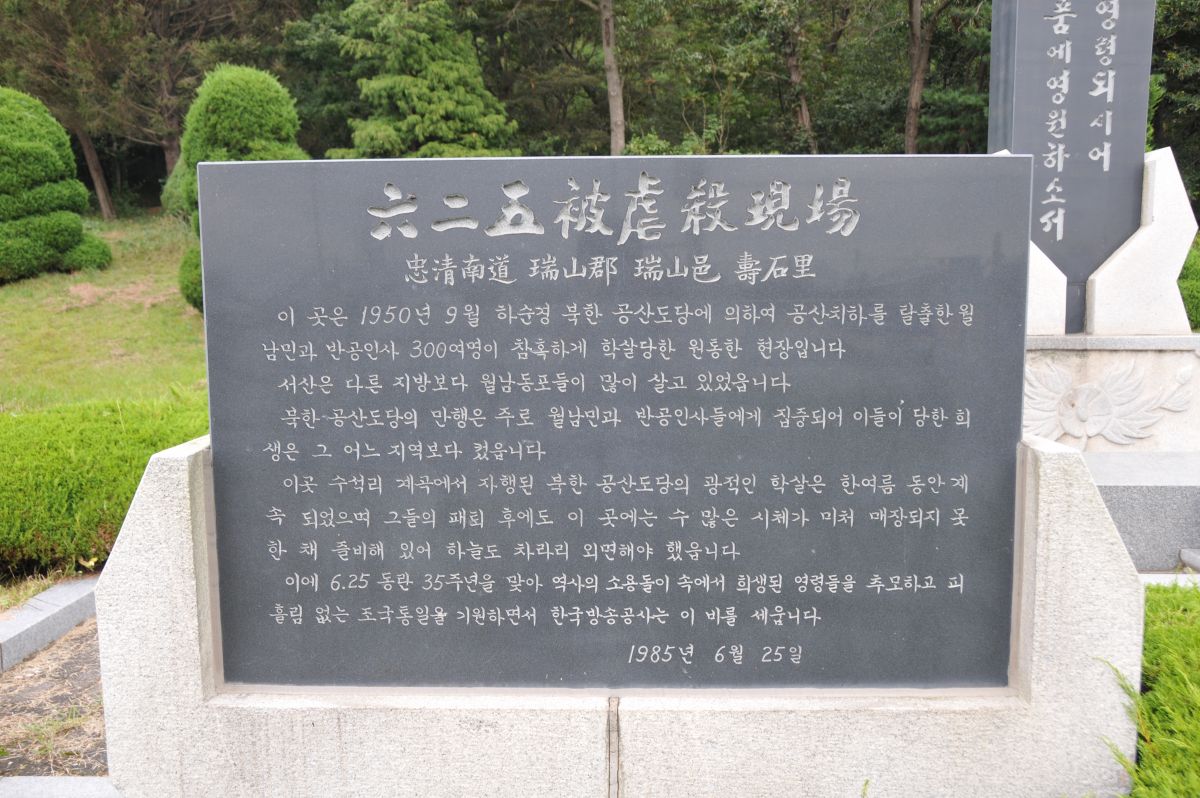 六二五被虐殺現場
忠清南道 瑞山郡 瑞山邑 壽石里
이 곳은 1950년 9월 하순경 북한 공산도당에 의하여 공산치하를 탈출한 월
남민과 반공인사 300여명이 참혹하게 학살당한 원통한 현장입니다
서산은 다른 지방보다 월남동포들이 많이 살고 있었읍니다
북한 공산도당의 만행은 주로 월남민과 반공인사들에게 집중되어 이들이 당한 희
생은 그 어느 지역보다 컸읍니다
이곳 수석리 계곡에서 자행된 북한 공산도당의 광적인 학살은 한여름 동안 계
속 되었으며 그들의 패퇴 후에도 이 곳에는 수 많은 시체가 미처 매장되지 못
한 채 즐비해 있어 하늘도 차라리 외면해야 했읍니다
이에 6.25 동란 35주년을 맞아 역사의 소용돌이 속에서 희생된 영령들을 추모하고 피
흘림 없는 조국통일을 기원하면서 한국방송공사는 이 비를 세웁니다
1985년 6월 25일
영령되시어
품에영원하소서